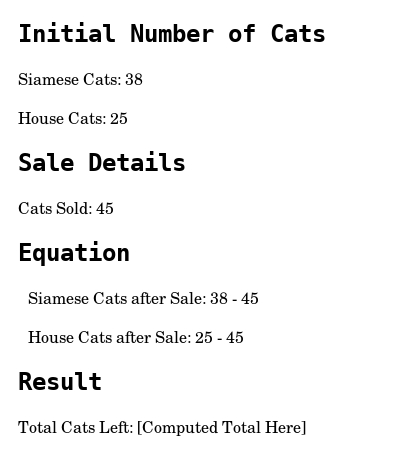 Initial Number of Cats
Siamese Cats: 38
House Cats: 25
Sale Details
Cats Sold: 45
Equation
Siamese Cats after Sale: 38 - 45
House Cats after Sale: 25 - 45
Result
Total Cats Left: [Computed Total Here]